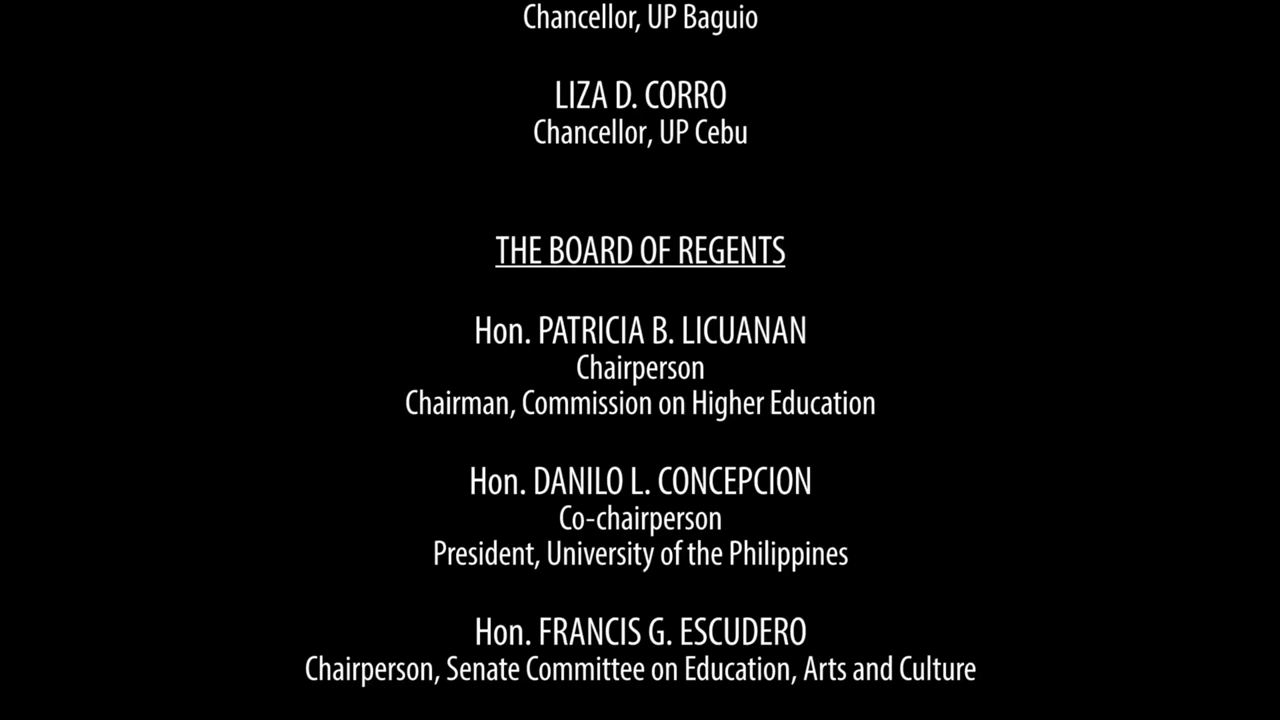 Chancellor, UP Baguio
LIZA D. CORRO
Chancellor, UP Cebu
THE BOARD OF REGENTS
Hon. PATRICIA B. LICUANAN
Chairperson
Chairman, Commission on Higher Education
Hon. DANILO L. CONCEPCION
Co-chairperson
President, University of the Philippines
Hon. FRANCIS G. ESCUDERO
Chairperson, Senate Committee on Education, Arts and Culture